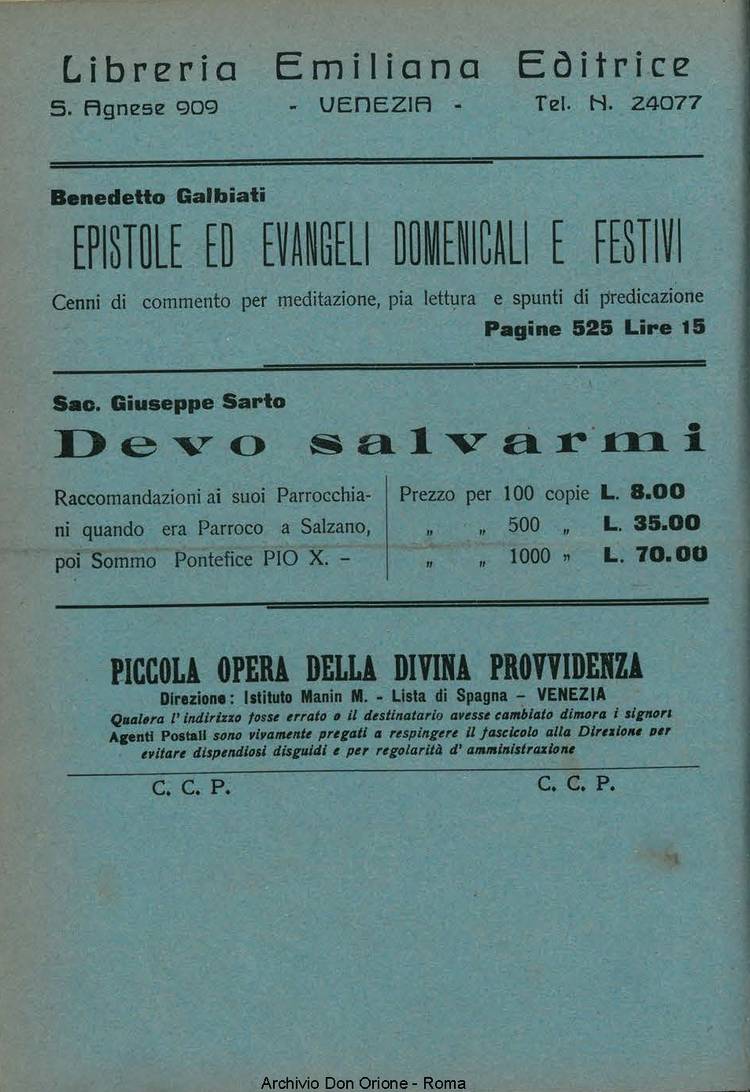 Libreria Emiliana Editrice
S. Agnese 909 - VENEZIA - Tel. N. 24077
Benedetto Galbiati
EPISTOLE ED EVANGELI DOMENICALI E FESTIVI
Cenni di commento per meditazione, pia lettura e spunti di predicazione
Pagine 525 Lire 15
Sac. Giuseppe Sarto
Devo salvarmi
Raccomandazioni ai suoi Parrocchia-
ni quando era Parroco a Salzano,
poi Sommo Pontefice PIO X. -
Prezzo per 100 copie L. 8.00
„ „ 500 „ L. 35.00
„ „ 1000 „ L. 70.00
PICCOLA OPERA DELLA DIVINA PROVVIDENZA
Direzione: Istituto Manin M. - Lista di Spagna - VENEZIA
Qualora l'indirizzo fosse errato o il destinatario avesse cambiato dimora i signori
Agenti Postali sono vivamente pregati a respingere il fascicolo alla Direzione per
evitare dispendiosi disguidi e per regolarità d'amministrazione
C. C. P. C. C. P.
Archivio Don Orione - Roma